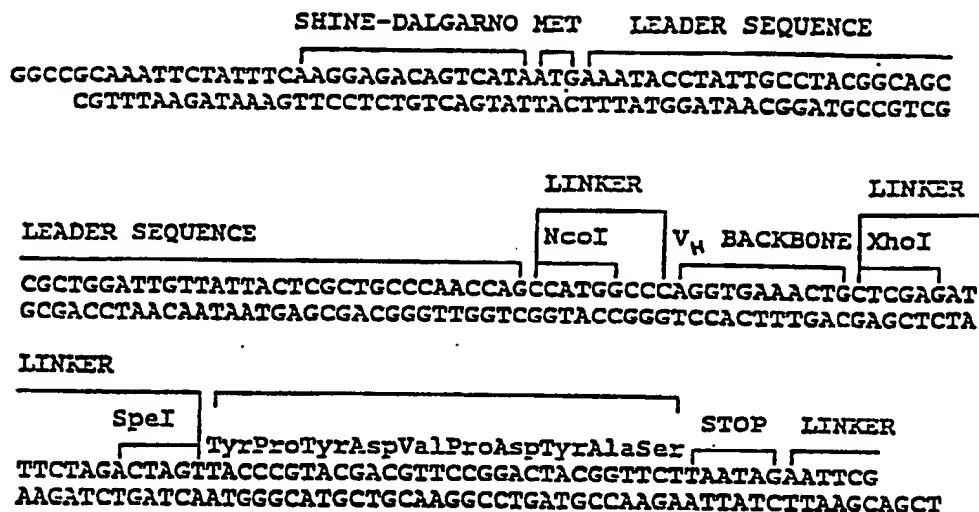 SHINE-DALGARNO MET LEADER SEQUENCE
GGCCGCAAATTCTATTTCAAGGAGACAGTCATAATGAAATACCTATTGCCTACGGCAGC
CGTTTAAGATAAAGTTCCTCTGTCAGTATTACTTTATGGATAACGGATGCCGTCG
LINKER LINKER
LEADER SEQUENCE NcoI VH BACKBONE XhoI
CGCTGGATTGTTATTACTCGCTGCCCAACCAGCCATGGCCCAGGTGAAACTGCTCGAGAT
GCGACCTAACAATAATGAGCGACGGGTTGGTCGGTACCGGGTCCACTTTGACGAGCTCTA
LINKER
SpeI STOP LINKER
TyrProTyrAspValProAspTyrAlaSer
TTCTAGACTAGTTACCCGTACGACGTTCCGGACTACGGTTCTTAATAGAATTCG
AAGATCTGATCAATGGGCATGCTGCAAGGCCTGATGCCAAGAATTATCTTAAGCAGCT